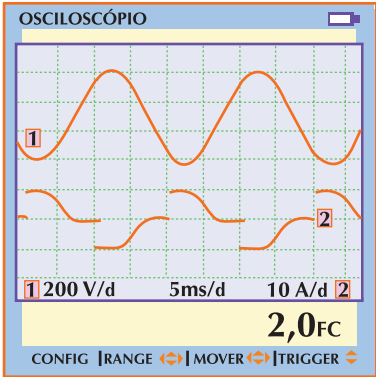 OSCILOSCÓPIO
1
2
1 200 V/d 5ms/d 10 A/d 2
2,0FC
CONFIG |RANGE |MOVER |TRIGGER